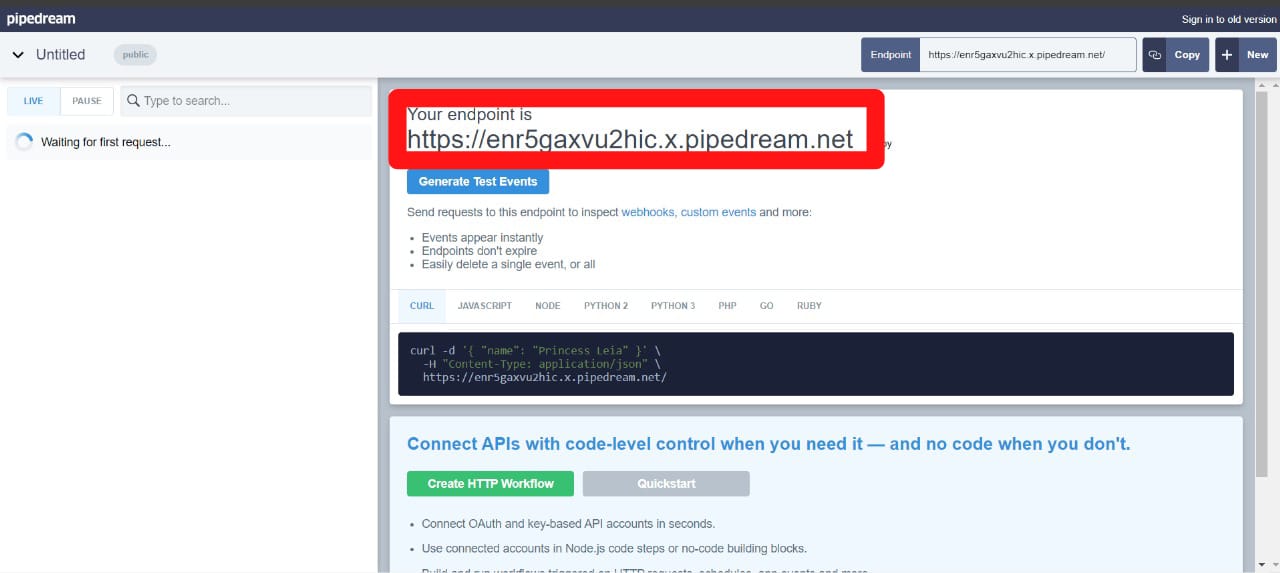 pipedream
Sign in to old version
Untitled
public
Endpoint
https://enr5gaxvu2hic.x.pipedream.net/
Copy
New
LIVE
PAUSE
Type to search...
Waiting for first request...
Your endpoint is
https://enr5gaxvu2hic.x.pipedream.net
Generate Test Events
Send requests to this endpoint to inspect webhooks, custom events and more:
• Events appear instantly
• Endpoints don't expire
• Easily delete a single event, or all
CURL JAVASCRIPT NODE PYTHON 2 PYTHON 3 PHP GO RUBY
curl -d '{ "name": "Princess Leia" }' \
-H "Content-Type: application/json" \
https://enr5gaxvu2hic.x.pipedream.net/
Connect APIs with code-level control when you need it — and no code when you don't.
Create HTTP Workflow
Quickstart
• Connect OAuth and key-based API accounts in seconds.
• Use connected accounts in Node.js code steps or no-code building blocks.